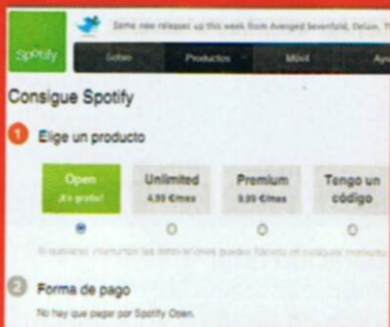 Some new releases up this week from Avenged Sevenfold,
Spotify
Sobre Productos Móvil
Consigue Spotify
1 Elige un producto
Open Unlimited Premium Tengo un
¡Es gratis! 4,99 €/mes 9,99 €/mes código
2 Forma de pago
No hay que pagar por Spotify Open.